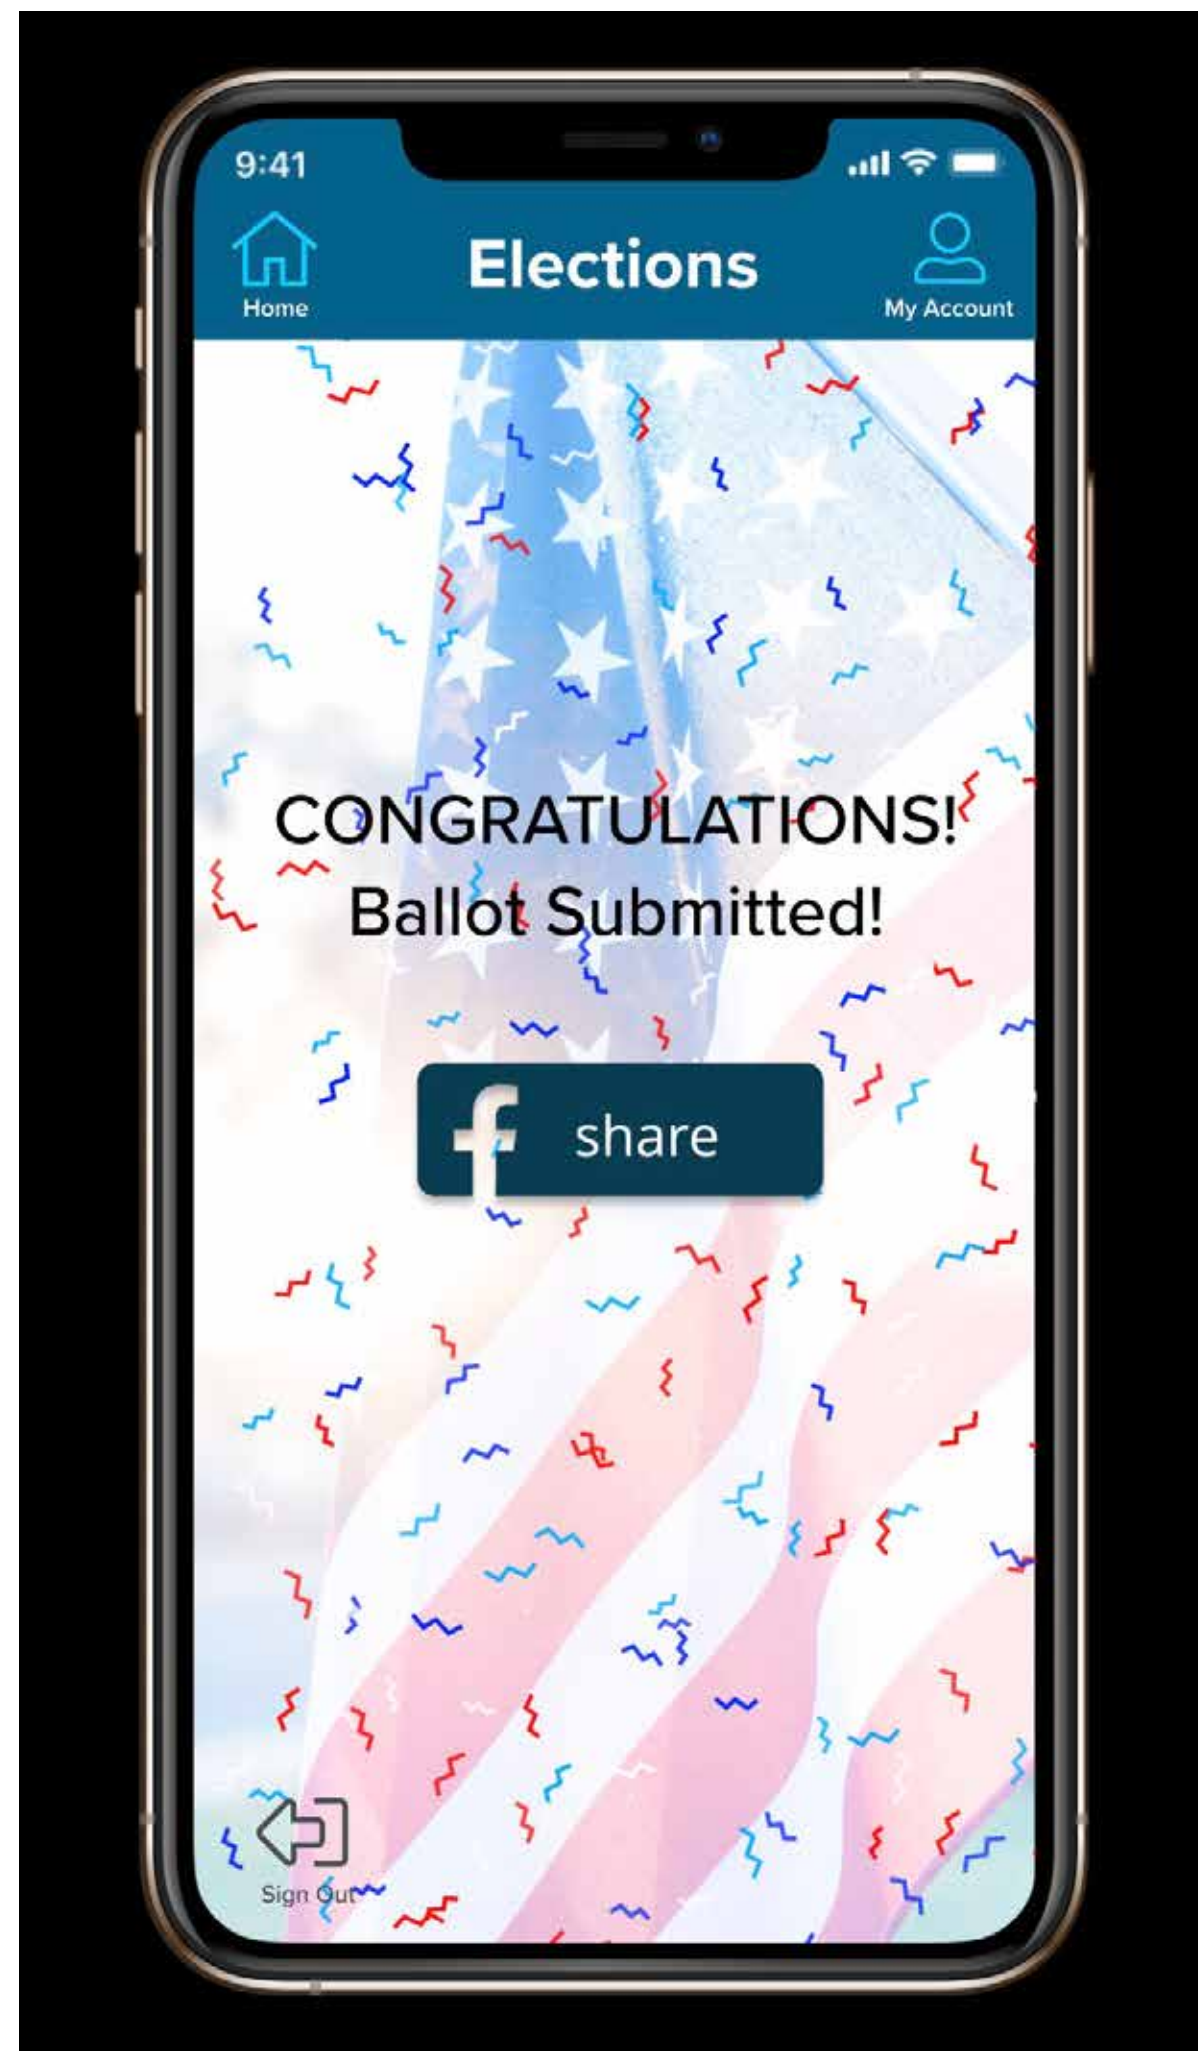 9:41
Home
Elections
My Account
CONGRATULATIONS!
Ballot Submitted!
f share
Sign Out